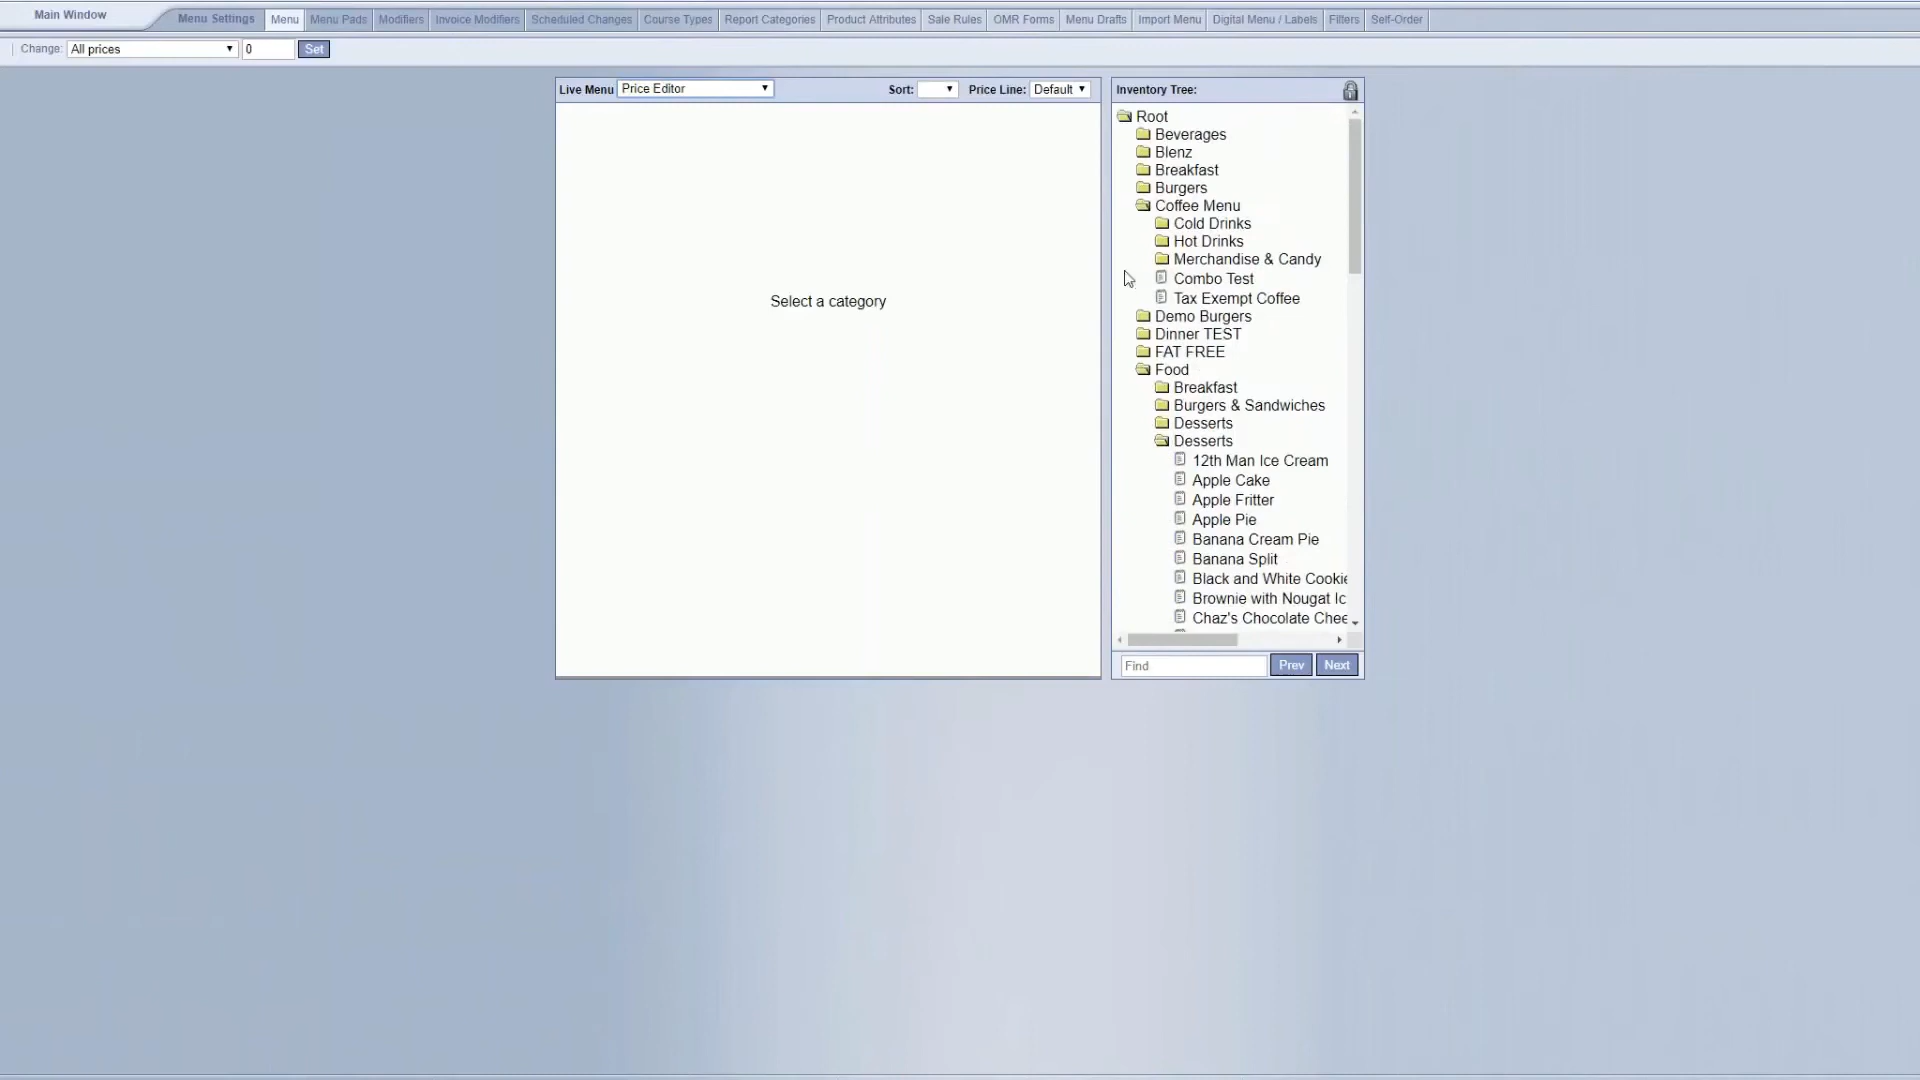 Main Window
Menu Settings Menu Menu Pads Modifiers Invoice Modifiers Scheduled Changes Course Types Report Categories Product Attributes Sale Rules OMR Forms Menu Drafts Import Menu Digital Menu / Labels Filters Self-Order
Change: All prices 0 Set
Live Menu Price Editor Sort: Price Line: Default
Select a category
Inventory Tree:
Root
Beverages
Blenz
Breakfast
Burgers
Coffee Menu
Cold Drinks
Hot Drinks
Merchandise & Candy
Combo Test
Tax Exempt Coffee
Demo Burgers
Dinner TEST
FAT FREE
Food
Breakfast
Burgers & Sandwiches
Desserts
Desserts
12th Man Ice Cream
Apple Cake
Apple Fritter
Apple Pie
Banana Cream Pie
Banana Split
Black and White Cookie
Brownie with Nougat Ic
Chaz's Chocolate Chee
Find Prev Next